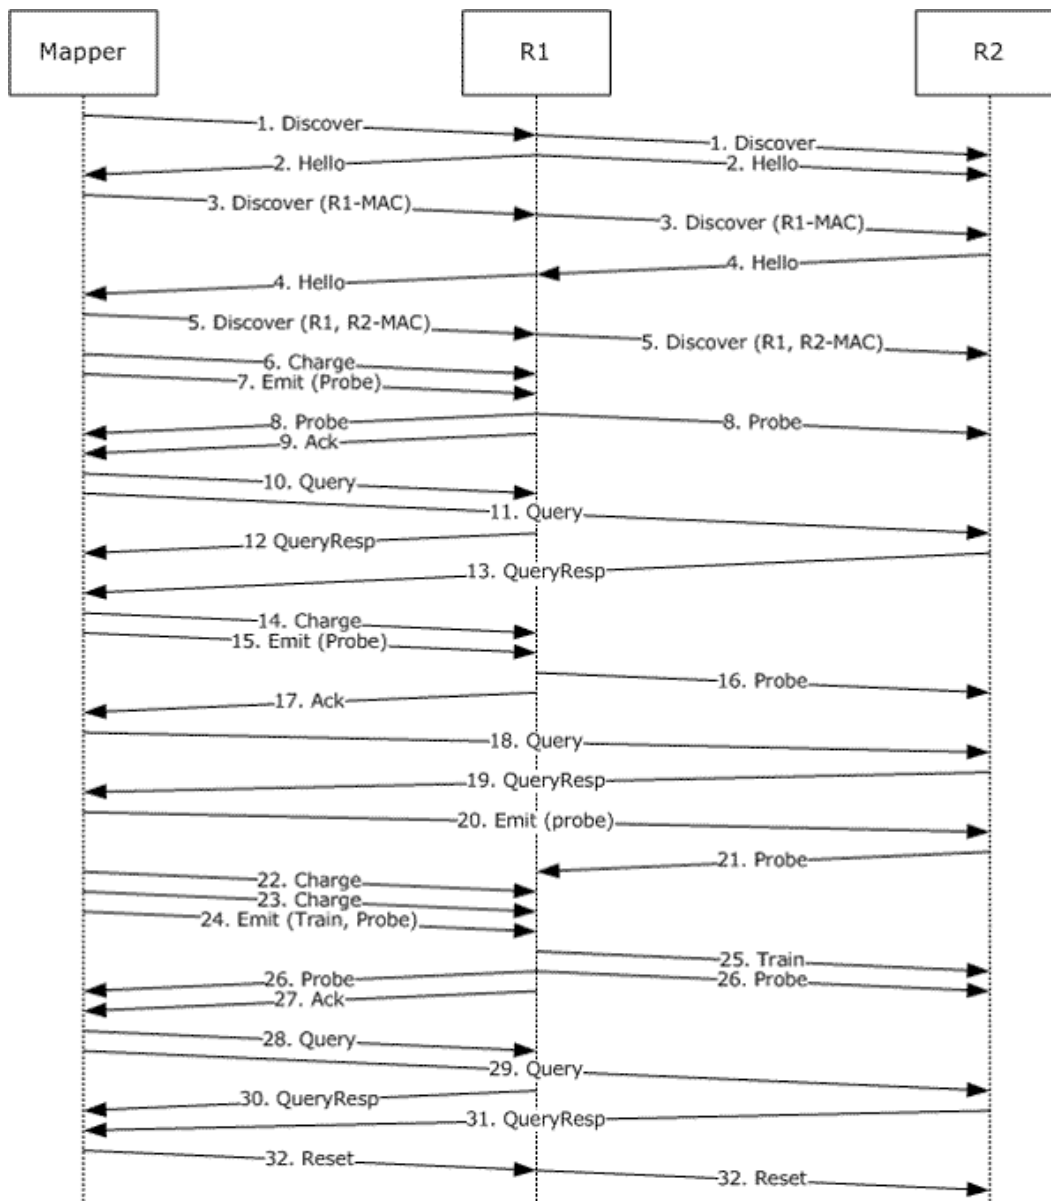 Mapper
R1
R2
1. Discover
1. Discover
2. Hello
2. Hello
3. Discover (R1-MAC)
3. Discover (R1-MAC)
4. Hello
4. Hello
5. Discover (R1, R2-MAC)
5. Discover (R1, R2-MAC)
6. Charge
7. Emit (Probe)
8. Probe
8. Probe
9. Ack
10. Query
11. Query
12 QueryResp
13. QueryResp
14. Charge
15. Emit (Probe)
16. Probe
17. Ack
18. Query
19. QueryResp
20. Emit (probe)
21. Probe
22. Charge
23. Charge
24. Emit (Train, Probe)
25. Train
26. Probe
26. Probe
27. Ack
28. Query
29. Query
30. QueryResp
31. QueryResp
32. Reset
32. Reset